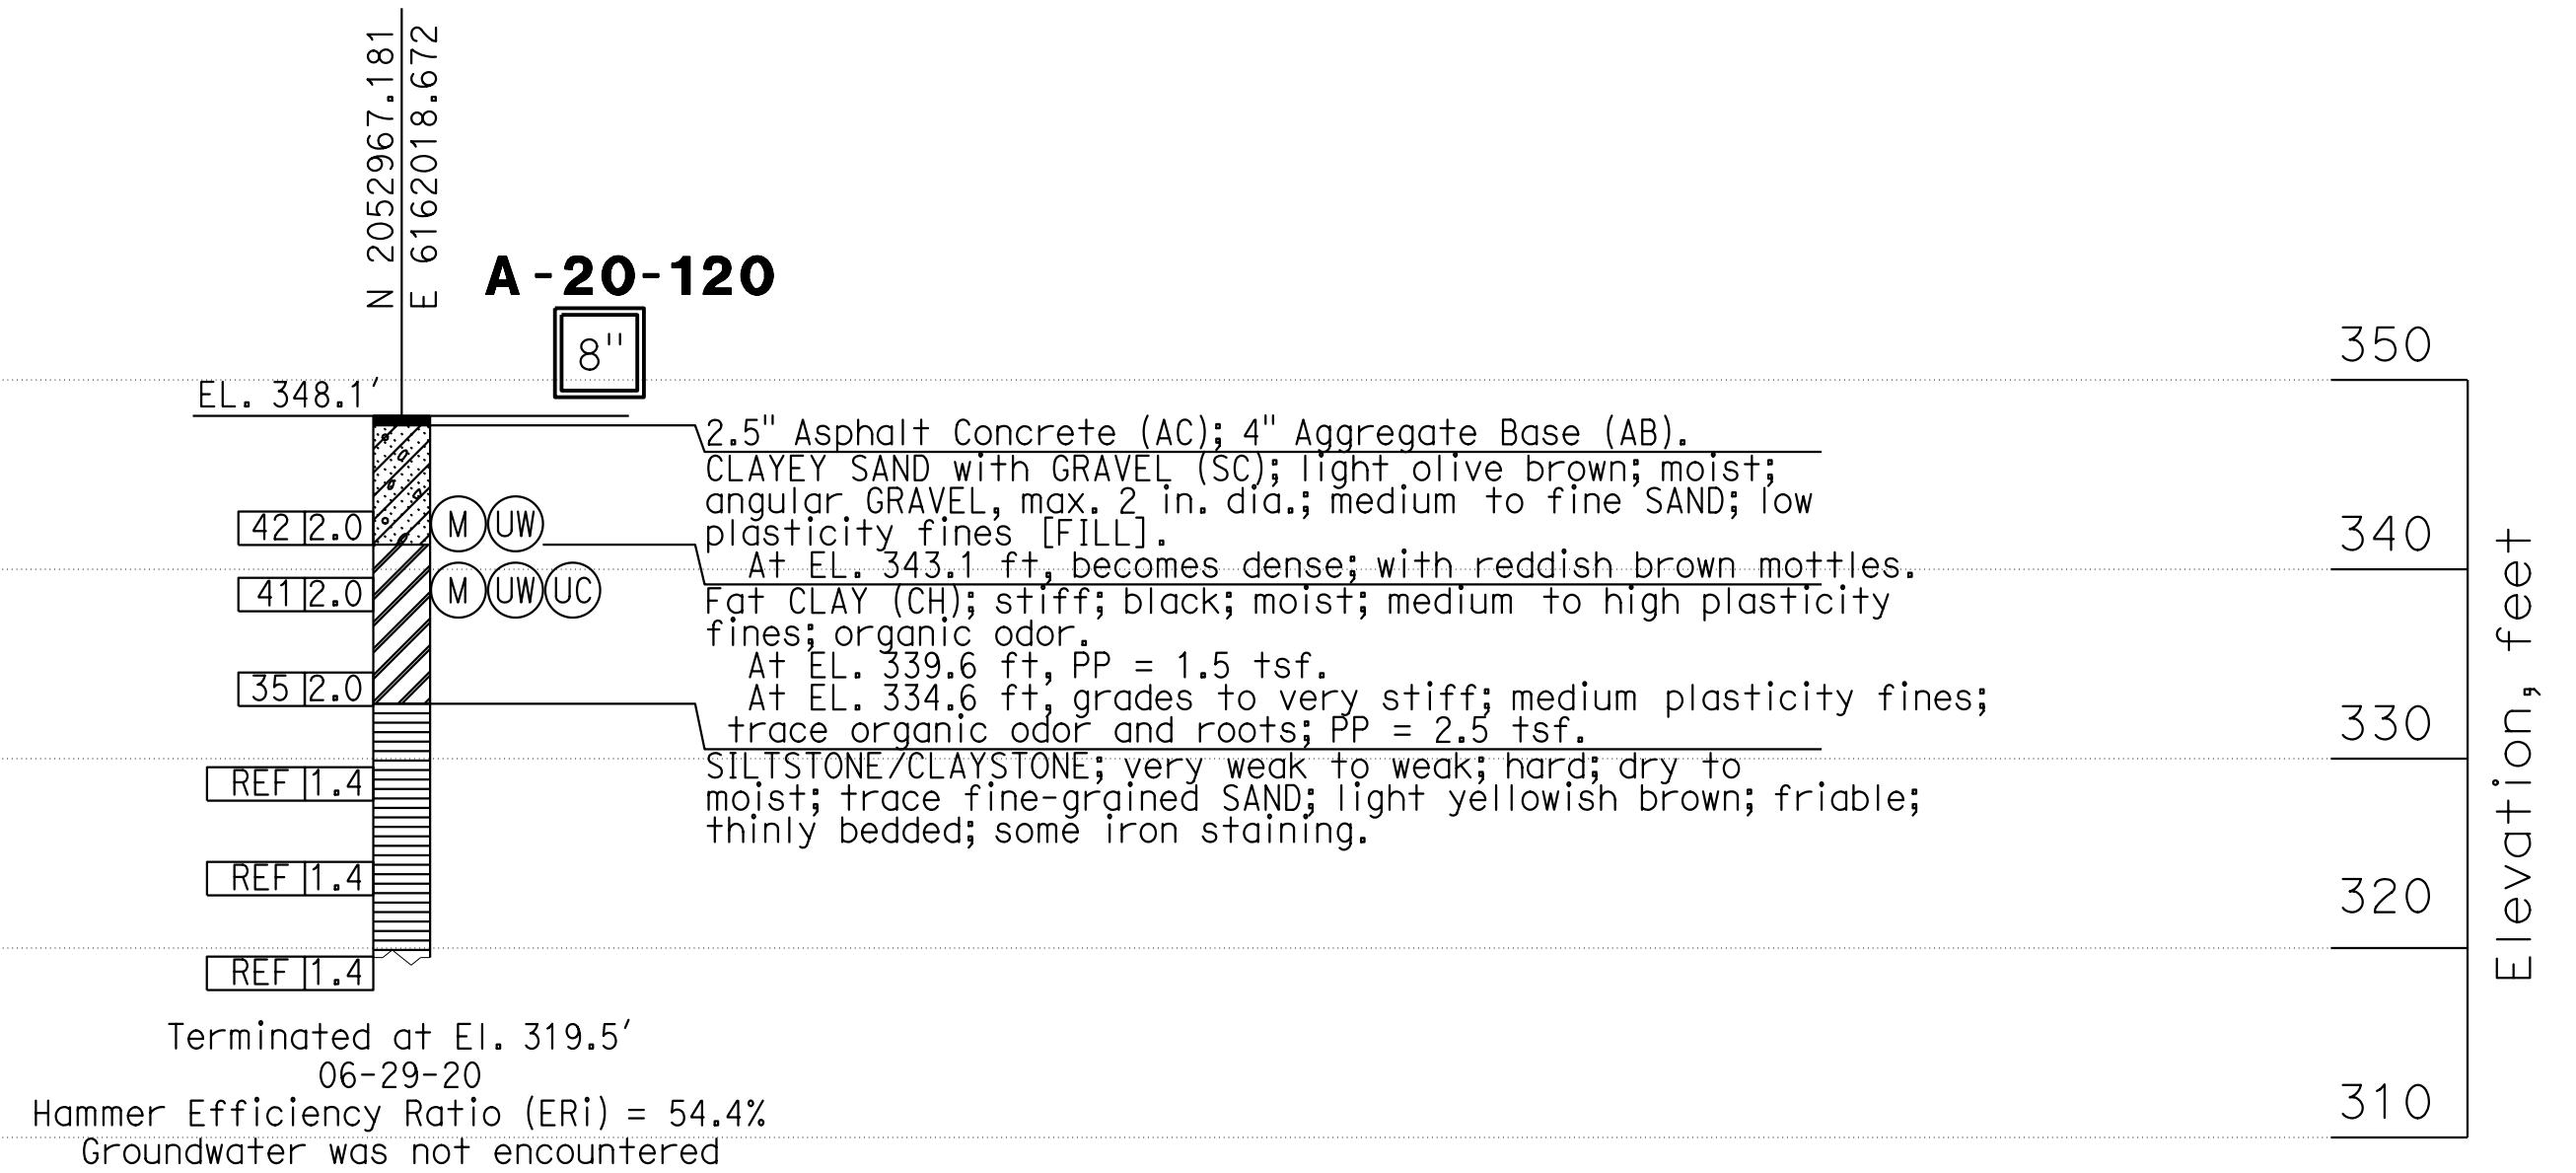 N 2052967.181
E 6162018.672
A-20-120
8"
350
EL. 348.1'
2.5" Asphalt Concrete (AC); 4" Aggregate Base (AB).
CLAYEY SAND with GRAVEL (SC); light olive brown; moist;
angular GRAVEL, max. 2 in. dia.; medium to fine SAND; low
plasticity fines [FILL].
At EL. 343.1 ft, becomes dense; with reddish brown mottles.
42 2.0 M UW
340
Fat CLAY (CH); stiff; black; moist; medium to high plasticity
fines; organic odor.
At EL. 339.6 ft, PP = 1.5 tsf.
At EL. 334.6 ft, grades to very stiff; medium plasticity fines;
trace organic odor and roots; PP = 2.5 tsf.
41 2.0 M UW UC
35 2.0
330
SILTSTONE/CLAYSTONE; very weak to weak; hard; dry to
moist; trace fine-grained SAND; light yellowish brown; friable;
thinly bedded; some iron staining.
REF 1.4
REF 1.4
320
REF 1.4
Elevation, feet
Terminated at El. 319.5'
06-29-20
Hammer Efficiency Ratio (ERi) = 54.4%
310
Groundwater was not encountered